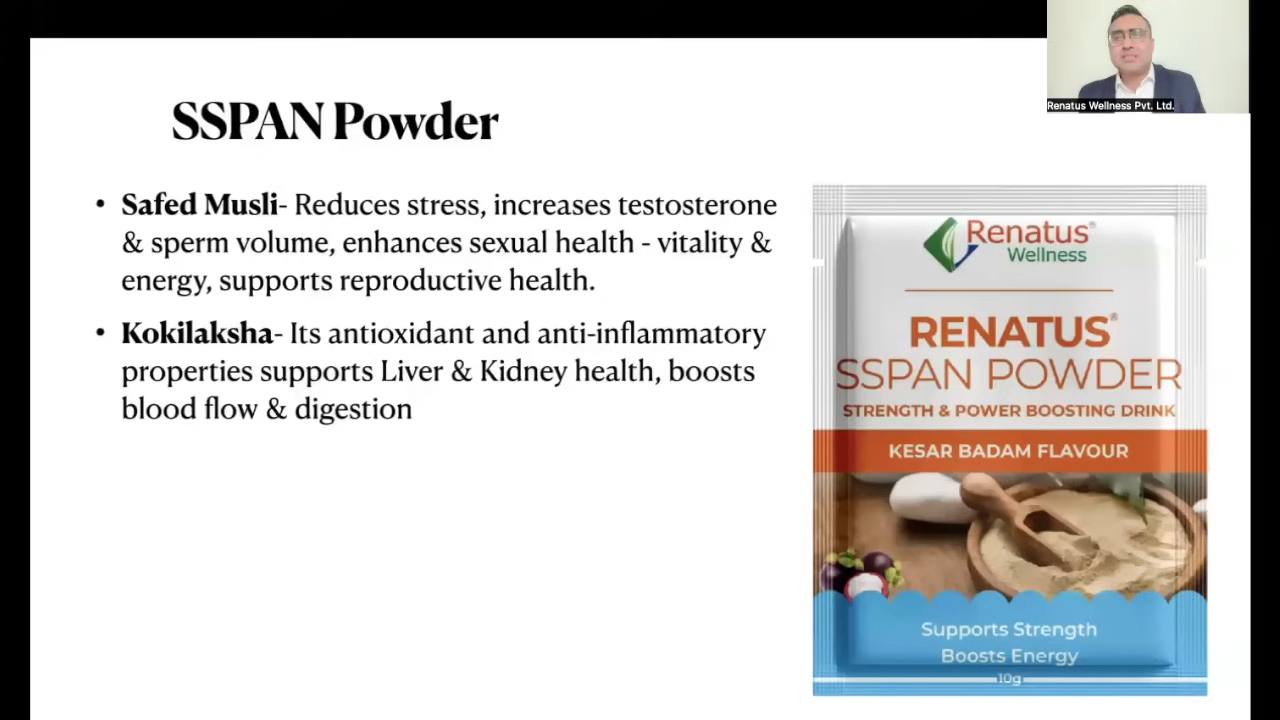 Renatus Wellness Pvt. Ltd.
SSPAN Powder
• Safed Musli- Reduces stress, increases testosterone
& sperm volume, enhances sexual health - vitality &
energy, supports reproductive health.
• Kokilaksha- Its antioxidant and anti-inflammatory
properties supports Liver & Kidney health, boosts
blood flow & digestion
Renatus®
Wellness
RENATUS®
SSPAN POWDER
STRENGTH & POWER BOOSTING DRINK
KESAR BADAM FLAVOUR
Supports Strength
Boosts Energy
10g